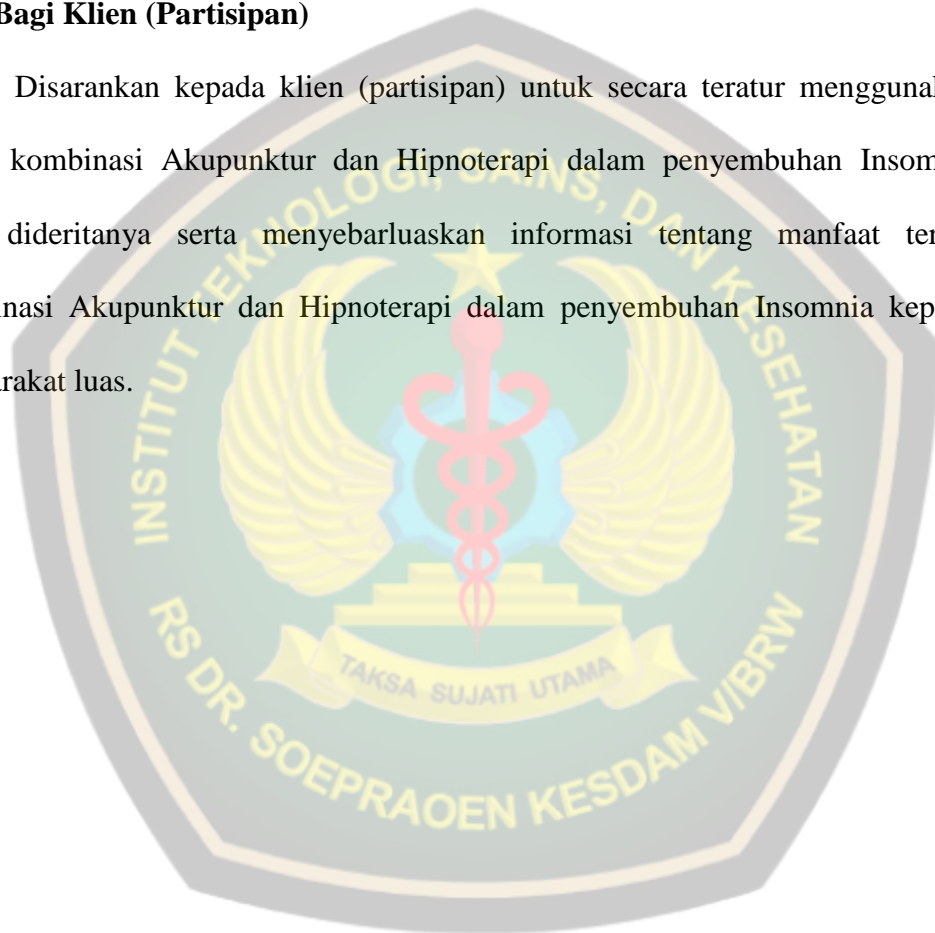 Bagi Klien (Partisipan)
Disarankan kepada klien (partisipan) untuk secara teratur menggunal
kombinasi Akupunktur dan Hipnoterapi dalam penyembuhan Insom
dideritanya serta menyebarluaskan informasi tentang manfaat ter
inasi Akupunktur dan Hipnoterapi dalam penyembuhan Insomnia kep
arakat luas.
INSTITUT TEKNOLOGI, SAINS, DAN KESEHATAN
TAKSA SUJATI UTAMA
RS DR. SOEPRAOEN KESDAM V/BRW